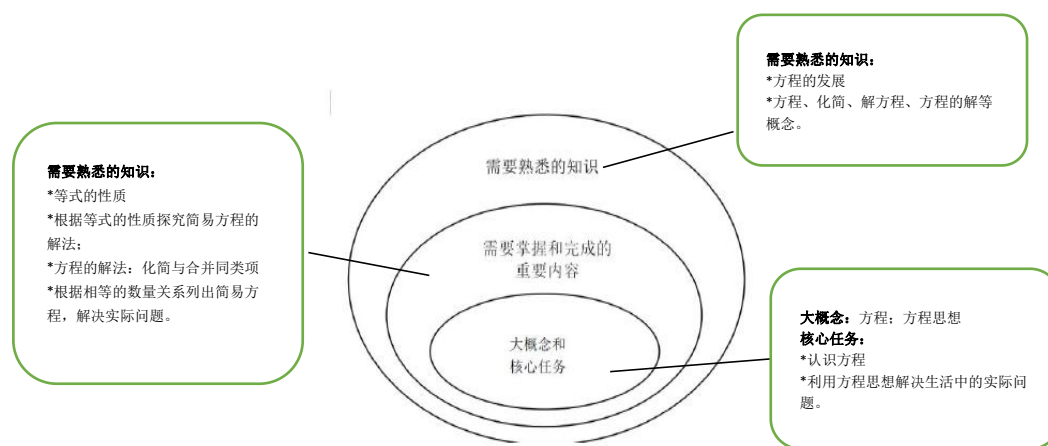 需要熟悉的知识：
*方程的发展
*方程、化简、解方程、方程的解等
概念。
需要熟悉的知识：
*等式的性质
*根据等式的性质探究简易方程的
解法；
*方程的解法：化简与合并同类项
*根据相等的数量关系列出简易方
程，解决实际问题。
需要熟悉的知识
需要掌握和完成的
重要内容
大概念和
核心任务
大概念：方程；方程思想
核心任务：
*认识方程
*利用方程思想解决生活中的实际问
题。